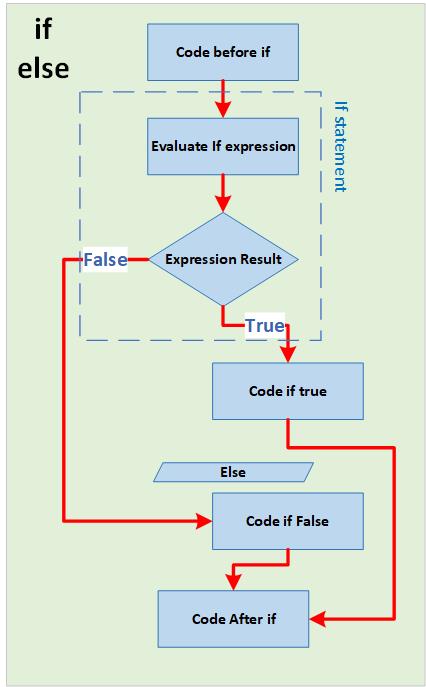 if
else
Code before if
Evaluate If expression
If statement
Expression Result
False
True
Code if true
Else
Code if False
Code After if